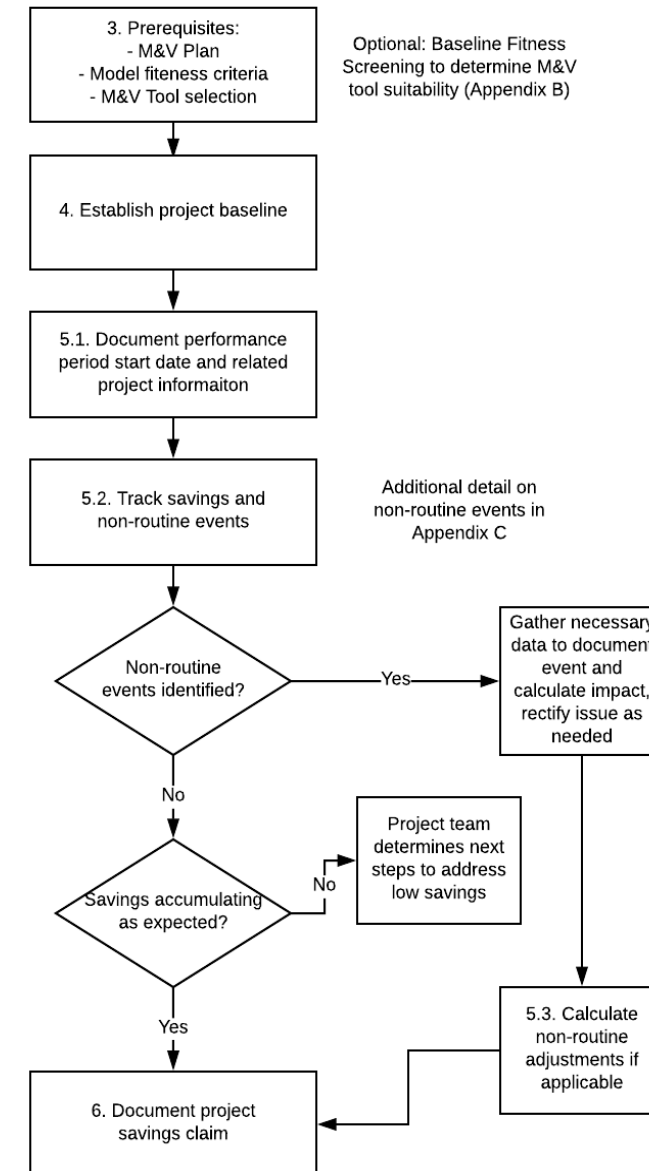 3. Prerequisites:
- M&V Plan
- Model fiteness criteria
- M&V Tool selection
Optional: Baseline Fitness
Screening to determine M&V
tool suitability (Appendix B)
4. Establish project baseline
5.1. Document performance
period start date and related
project informaiton
5.2. Track savings and
non-routine events
Additional detail on
non-routine events in
Appendix C
Non-routine
events identified?
Yes
Gather necessary
data to document
event and
calculate impact,
rectify issue as
needed
No
Project team
determines next
steps to address
low savings
Savings accumulating
as expected?
No
Yes
5.3. Calculate
non-routine
adjustments if
applicable
6. Document project
savings claim